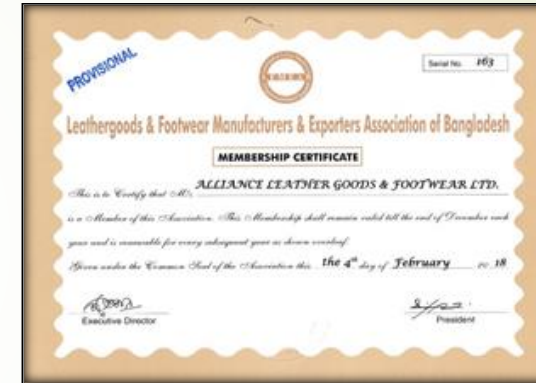 PROVISIONAL
Serial No. 163
Leathergoods & Footwear Manufacturers & Exporters Association of Bangladesh
MEMBERSHIP CERTIFICATE
This is to Certify that M/s. ALLIANCE LEATHER GOODS & FOOTWEAR LTD.
is a Member of this Association. This Membership shall remain valid till the end of December each
year and is renewable for every subsequent year as shown overleaf.
Given under the Common Seal of the Association this the 4th day of February 18
Executive Director
President